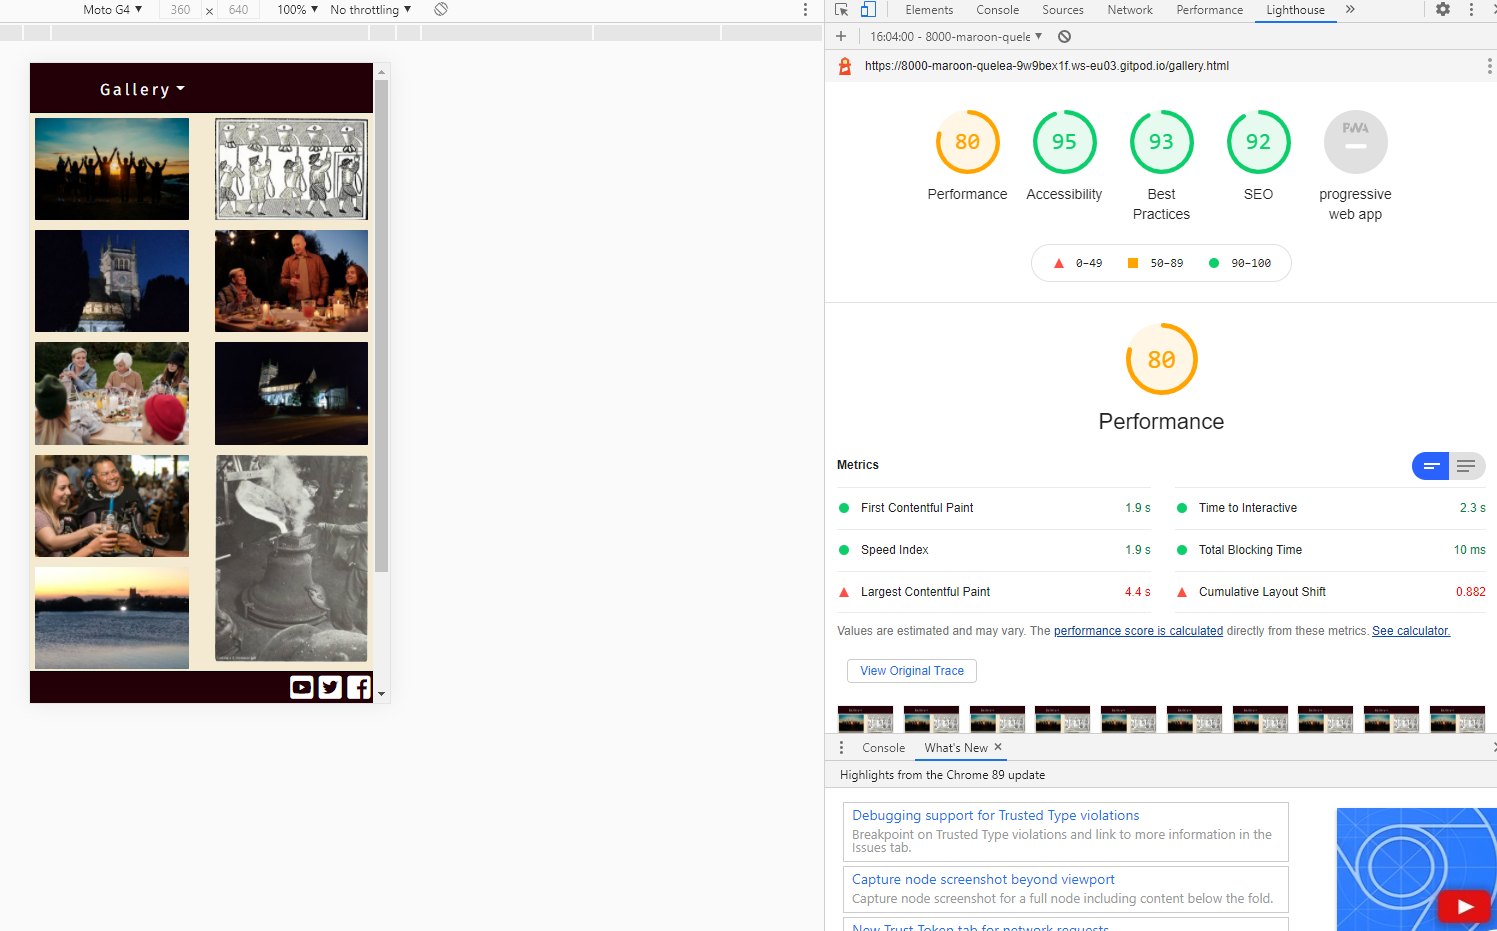 Moto G4 ▼ 360 × 640 100% ▼ No throttling ▼
Elements Console Sources Network Performance Lighthouse »
16:04:00 - 8000-maroon-quele ▼
https://8000-maroon-quelea-9w9bex1f.ws-eu03.gitpod.io/gallery.html
Gallery
80 95 93 92 PWA
Performance Accessibility Best Practices SEO progressive web app
0–49 50–89 90–100
80
Performance
Metrics
First Contentful Paint 1.9 s Time to Interactive 2.3 s
Speed Index 1.9 s Total Blocking Time 10 ms
Largest Contentful Paint 4.4 s Cumulative Layout Shift 0.882
Values are estimated and may vary. The performance score is calculated directly from these metrics. See calculator.
View Original Trace
Console What's New ×
Highlights from the Chrome 89 update
Debugging support for Trusted Type violations
Breakpoint on Trusted Type violations and link to more information in the
Issues tab.
Capture node screenshot beyond viewport
Capture node screenshot for a full node including content below the fold.
New Trust Token tab for network requests